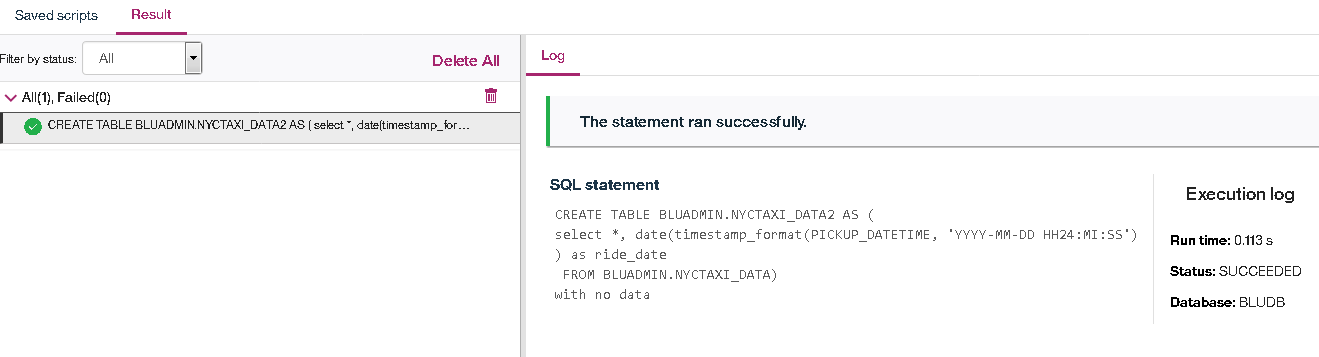 Saved scripts
Result
Filter by status:
All
Delete All
All(1), Failed(0)
CREATE TABLE BLUADMIN.NYCTAXI_DATA2 AS ( select *, date(timestamp_for...
Log
The statement ran successfully.
SQL statement
CREATE TABLE BLUADMIN.NYCTAXI_DATA2 AS (
select *, date(timestamp_format(PICKUP_DATETIME, 'YYYY-MM-DD HH24:MI:SS')
) as ride_date
FROM BLUADMIN.NYCTAXI_DATA)
with no data
Execution log
Run time: 0.113 s
Status: SUCCEEDED
Database: BLUDB